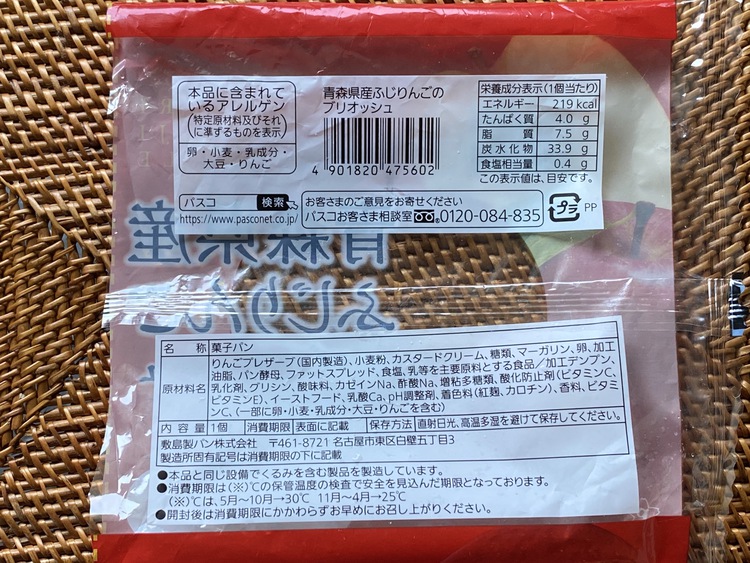 本品に含まれて
いるアレルゲン
(特定原材料及びそれ
に準ずるものを表示)
卵・小麦・乳成分・
大豆・りんご
青森県産ふじりんごの
ブリオッシュ
4 901820 475602
栄養成分表示(1個当たり)
エネルギー 219 kcal
たんぱく質 4.0 g
脂質 7.5 g
炭水化物 33.9 g
食塩相当量 0.4 g
この表示値は、目安です。
パスコ 検索
https://www.pasconet.co.jp/
お客さまのご意見をお寄せください
パスコお客さま相談室 0120-084-835
プラ PP
青森県産
ふじりんご
名称 菓子パン
原材料名 りんごプレザーブ(国内製造)、小麦粉、カスタードクリーム、糖類、マーガリン、卵、加工
油脂、パン酵母、ファットスプレッド、食塩、乳等を主要原料とする食品/加工デンプン、
乳化剤、グリシン、酸味料、カゼインNa、酢酸Na、増粘多糖類、酸化防止剤(ビタミンC、
ビタミンE)、イーストフード、乳酸Ca、pH調整剤、着色料(紅麹、カロチン)、香料、ビタミ
ンC、(一部に卵・小麦・乳成分・大豆・りんごを含む)
内容量 1個 消費期限 表面に記載 保存方法 直射日光、高温多湿を避けて保存してください。
敷島製パン株式会社 〒461-8721 名古屋市東区白壁五丁目3
製造所固有記号は消費期限の下に記載
●本品と同じ設備でくるみを含む製品を製造しています。
●消費期限は(※)℃の保管温度の検査で安全を見込んだ期限となっております。
(※)℃は、5月～10月→30℃ 11月～4月→25℃
●開封後は消費期限にかかわらずお早めにお召し上がりください。